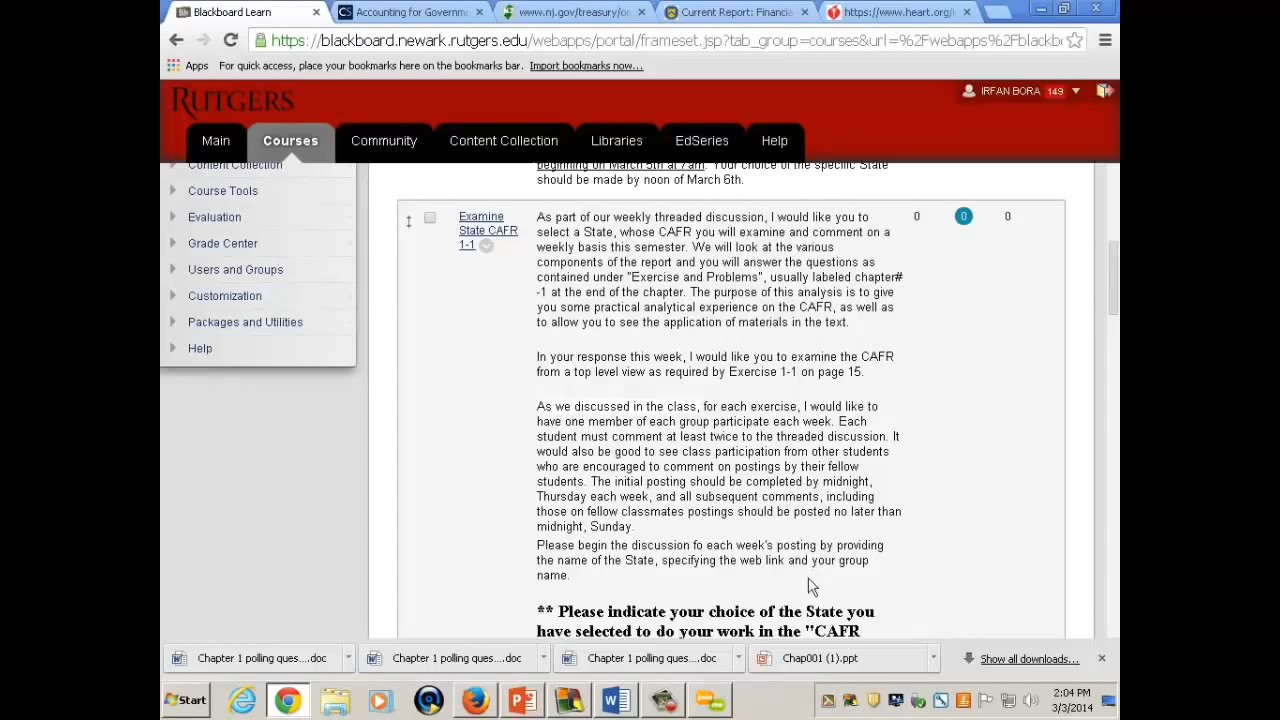 Blackboard Learn
Accounting for Governm
www.nj.gov/treasury/om
Current Report: Financia
https://www.heart.org/i
https://blackboard.newark.rutgers.edu/webapps/portal/frameset.jsp?tab_group=courses&url=%2Fwebapps%2Fblackbo
Apps For quick access, place your bookmarks here on the bookmarks bar. Import bookmarks now...
RUTGERS
IRFAN BORA 149
Main Courses Community Content Collection Libraries EdSeries Help
Content Collection
Course Tools
Evaluation
Grade Center
Users and Groups
Customization
Packages and Utilities
Help
beginning on March 5th at 7am. Your choice of the specific State
should be made by noon of March 6th.
Examine
State CAFR
1-1
As part of our weekly threaded discussion, I would like you to
select a State, whose CAFR you will examine and comment on a
weekly basis this semester. We will look at the various
components of the report and you will answer the questions as
contained under "Exercise and Problems", usually labeled chapter#
-1 at the end of the chapter. The purpose of this analysis is to give
you some practical analytical experience on the CAFR, as well as
to allow you to see the application of materials in the text.
In your response this week, I would like you to examine the CAFR
from a top level view as required by Exercise 1-1 on page 15.
As we discussed in the class, for each exercise, I would like to
have one member of each group participate each week. Each
student must comment at least twice to the threaded discussion. It
would also be good to see class participation from other students
who are encouraged to comment on postings by their fellow
students. The initial posting should be completed by midnight,
Thursday each week, and all subsequent comments, including
those on fellow classmates postings should be posted no later than
midnight, Sunday.
Please begin the discussion fo each week's posting by providing
the name of the State, specifying the web link and your group
name.
** Please indicate your choice of the State you
have selected to do your work in the "CAFR
0 0 0
Chapter 1 polling ques....doc
Chapter 1 polling ques....doc
Chapter 1 polling ques....doc
Chap001 (1).ppt
Show all downloads...
Start
2:04 PM
3/3/2014